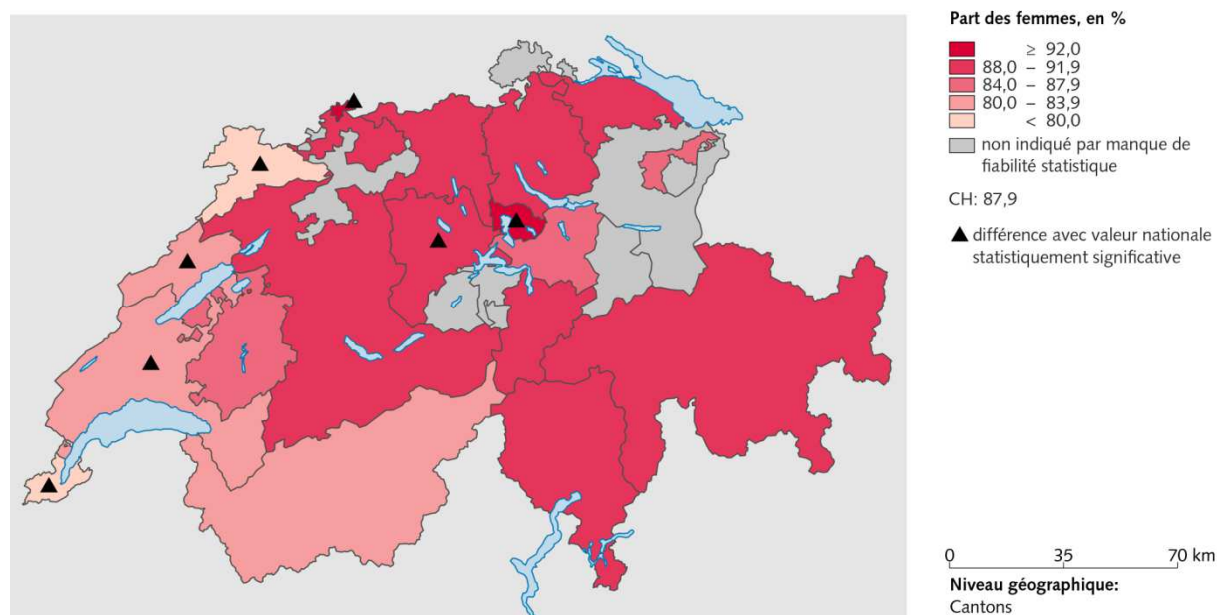 Part des femmes, en %
≥ 92,0
88,0 – 91,9
84,0 – 87,9
80,0 – 83,9
< 80,0
non indiqué par manque de
fiabilité statistique
CH: 87,9
différence avec valeur nationale
statistiquement significative
0 35 70 km
Niveau géographique:
Cantons